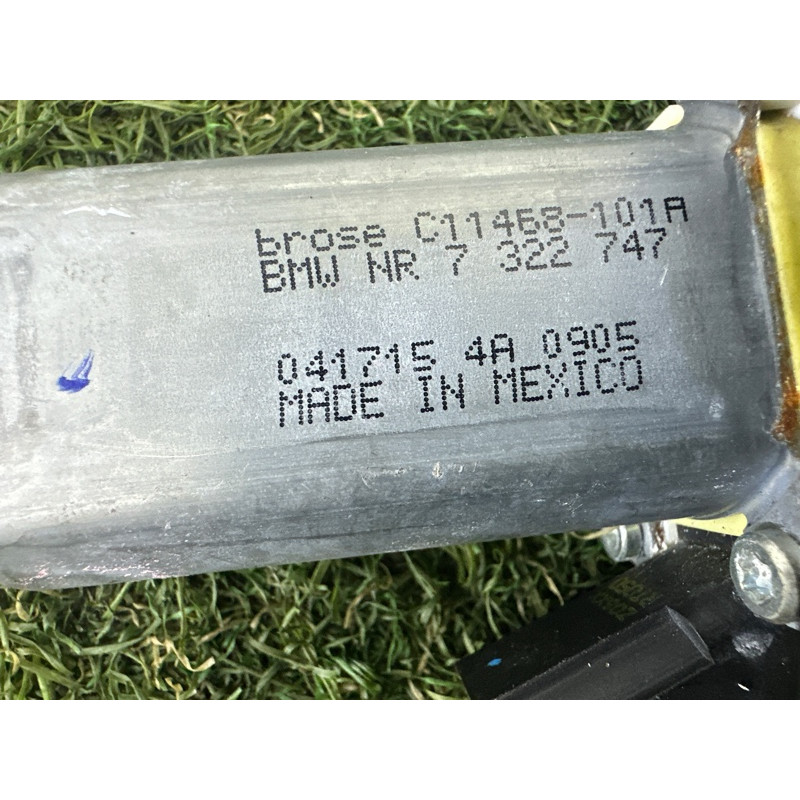 brose C11468-101A
BMW NR 7 322 747
041715 4A 0905
MADE IN MEXICO